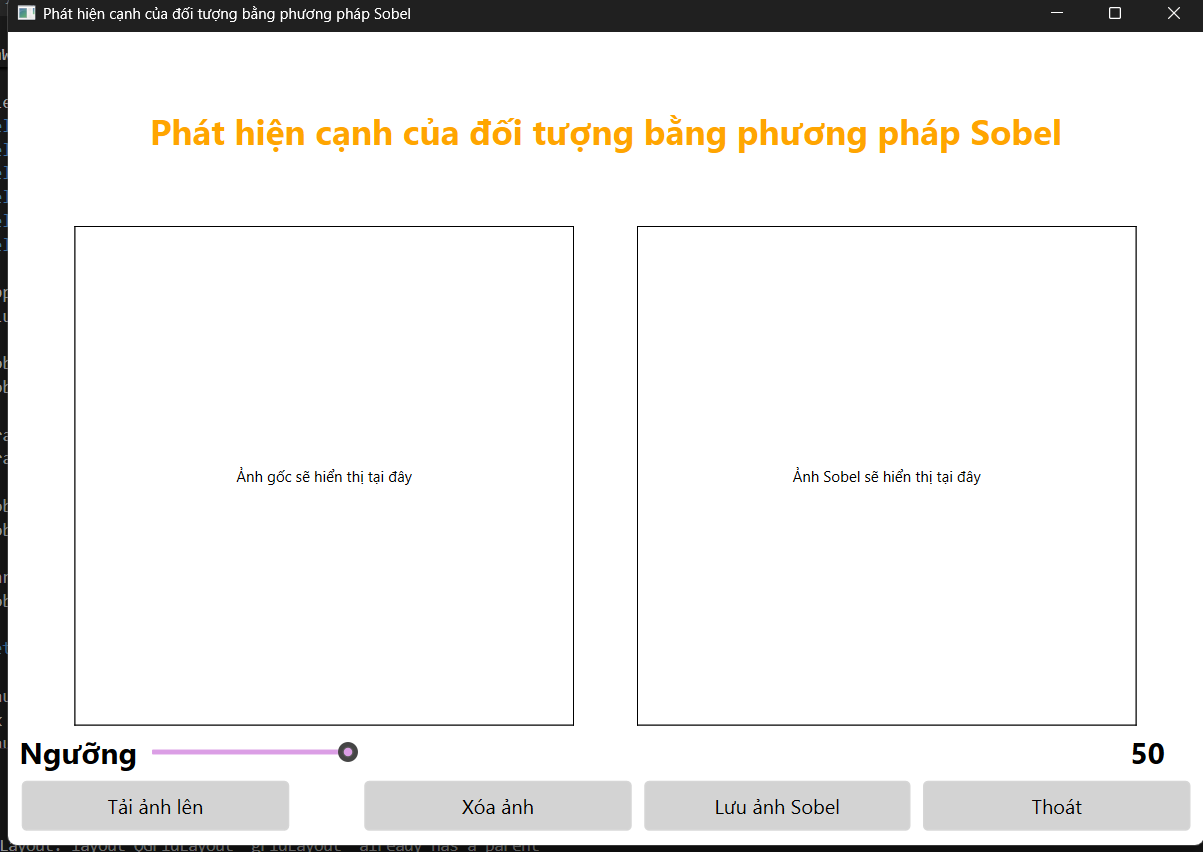 Phát hiện cạnh của đối tượng bằng phương pháp Sobel
Phát hiện cạnh của đối tượng bằng phương pháp Sobel
Ảnh gốc sẽ hiển thị tại đây
Ảnh Sobel sẽ hiển thị tại đây
Ngưỡng
50
Tải ảnh lên
Xóa ảnh
Lưu ảnh Sobel
Thoát